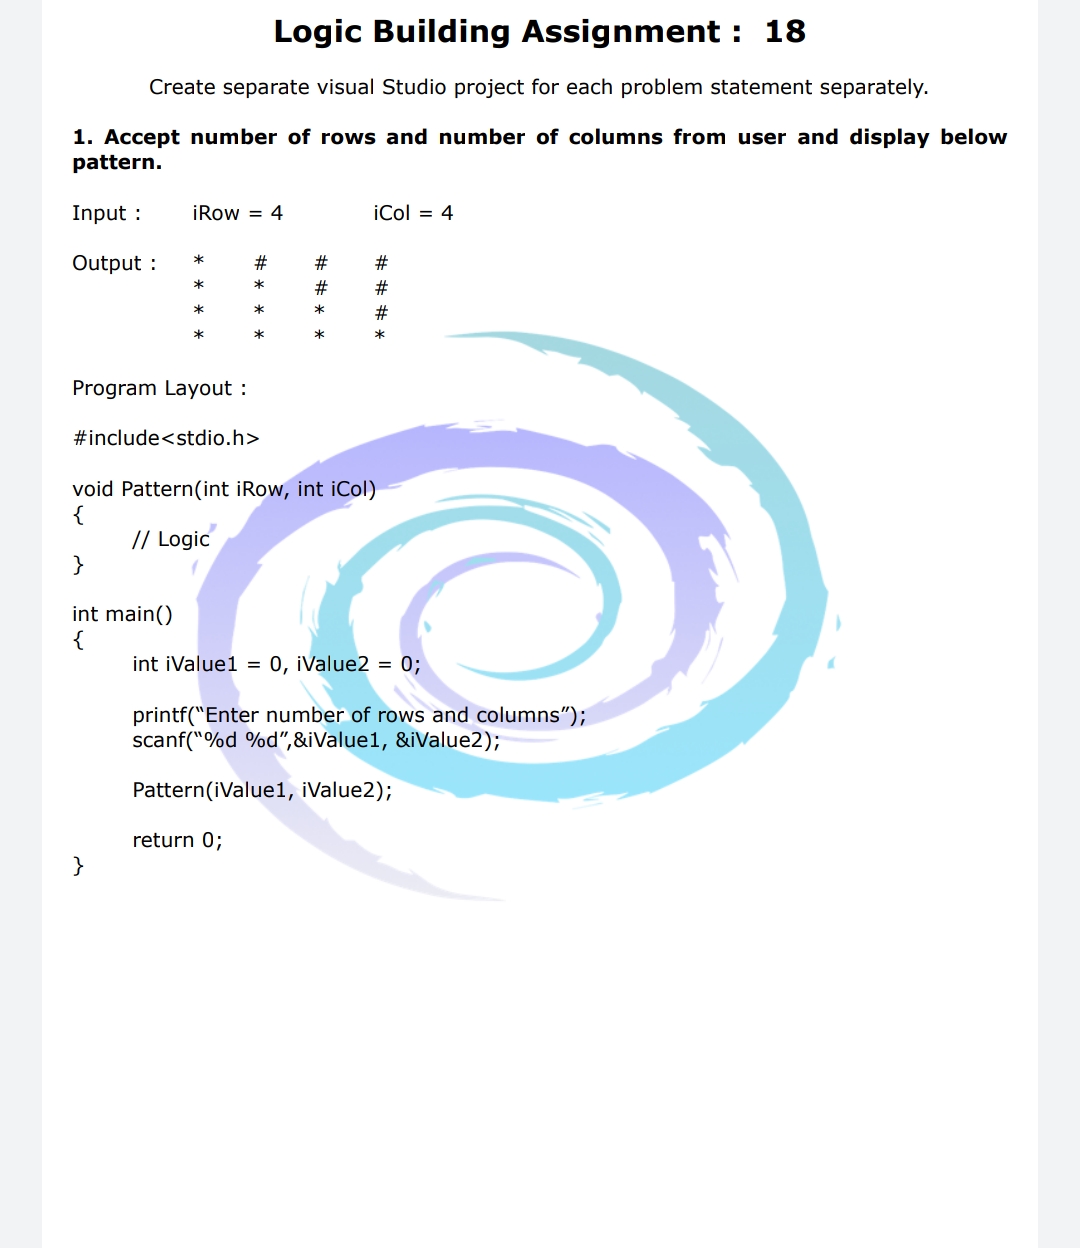 Logic Building Assignment : 18
Create separate visual Studio project for each problem statement separately.
1. Accept number of rows and number of columns from user and display below
pattern.
Input : iRow = 4 iCol = 4
Output : * # # #
* * # #
* * * #
* * * *
Program Layout :
#include<stdio.h>
void Pattern(int iRow, int iCol)
{
// Logic
}
int main()
{
int iValue1 = 0, iValue2 = 0;
printf(“Enter number of rows and columns”);
scanf(“%d %d”,&iValue1, &iValue2);
Pattern(iValue1, iValue2);
return 0;
}